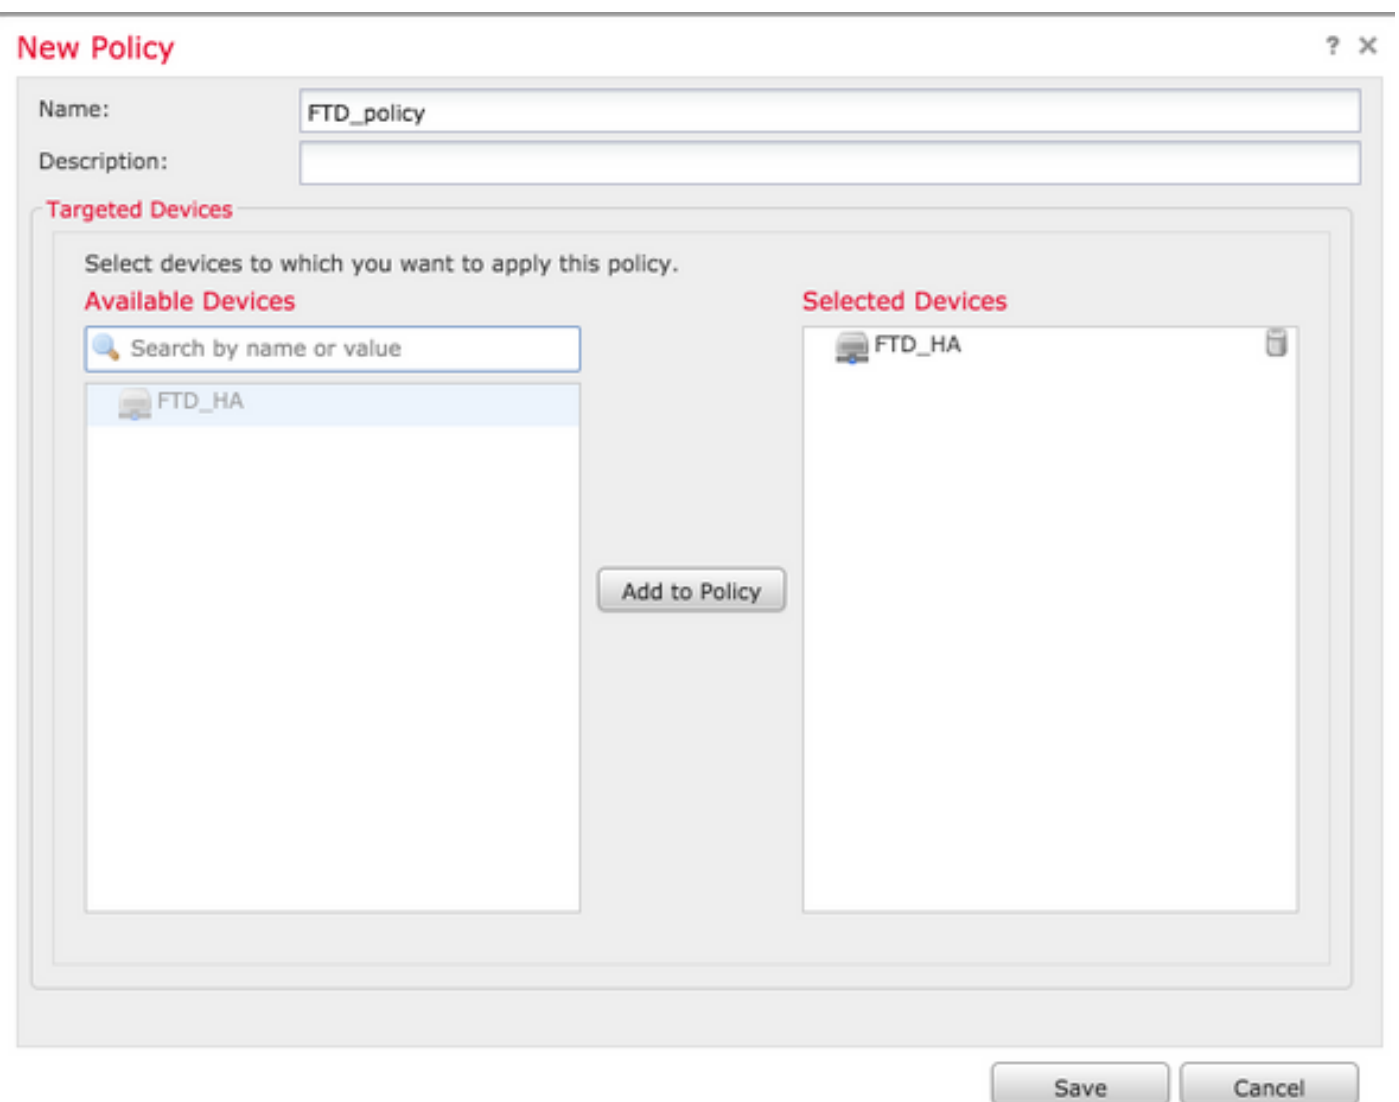 New Policy
?
Name:
FTD_policy
Description:
Targeted Devices
Select devices to which you want to apply this policy.
Available Devices
Selected Devices
Search by name or value
FTD_HA
FTD_HA
Add to Policy
Save
Cancel